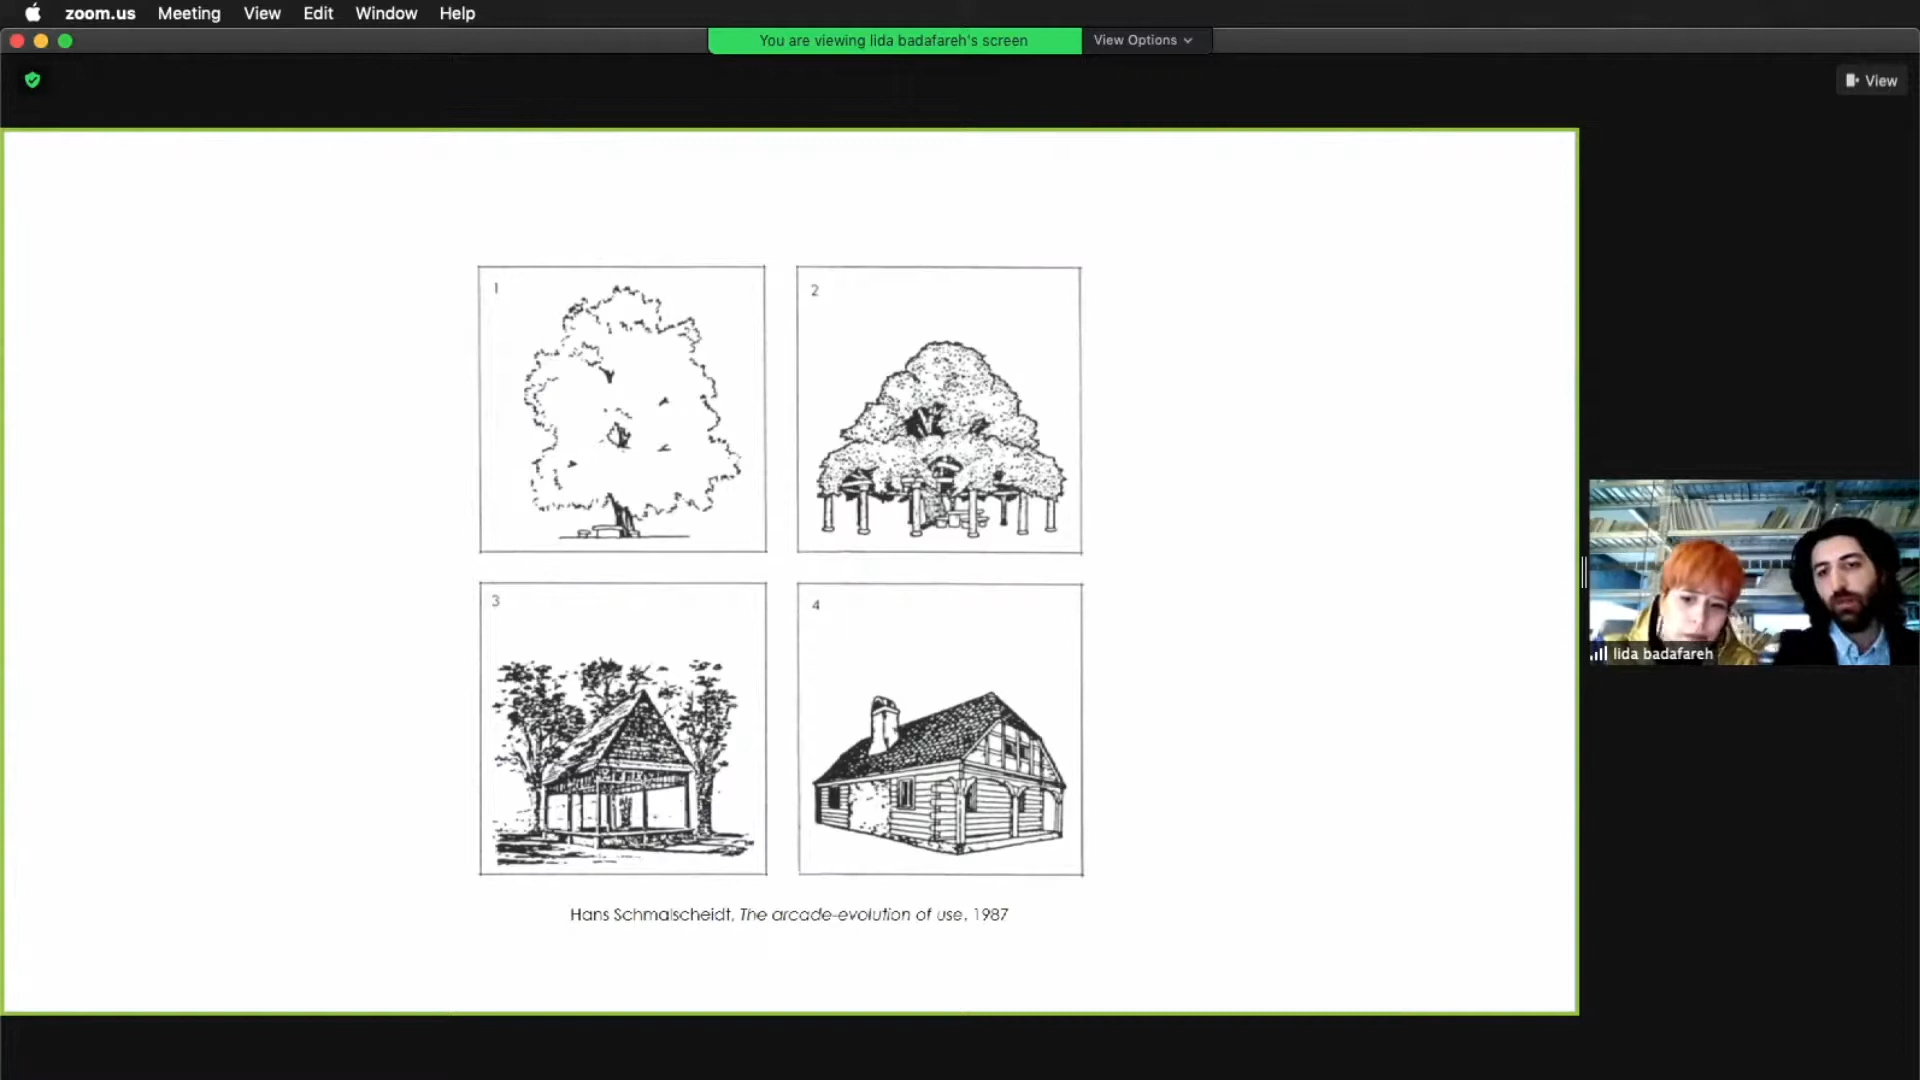 zoom.us Meeting View Edit Window Help
You are viewing lida badafareh's screen View Options
View
1
2
3
4
Hans Schmalscheidt, The arcade-evolution of use, 1987
lida badafareh